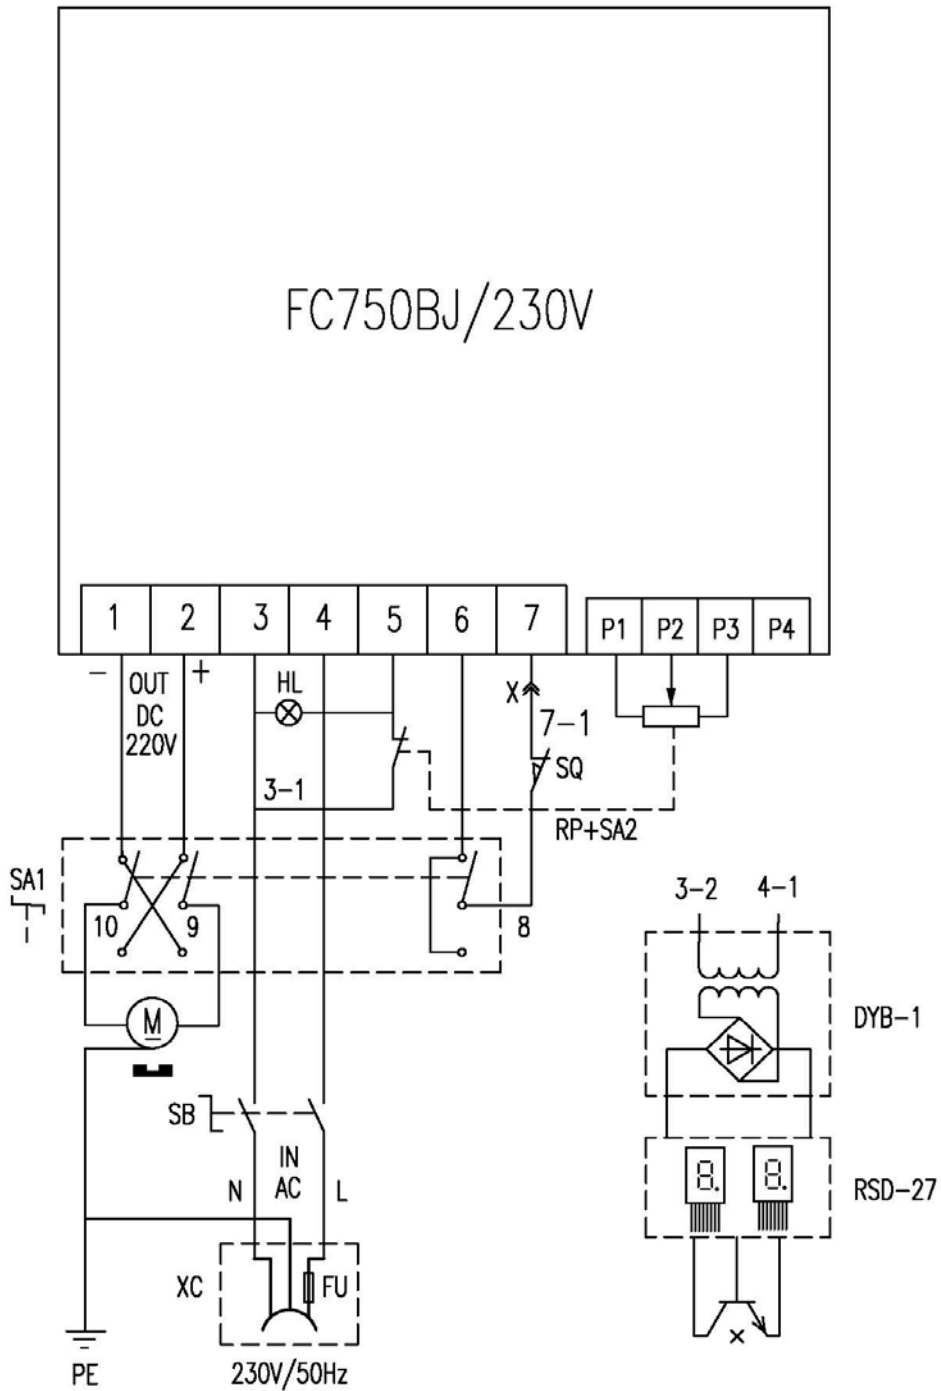 FC750BJ/230V
1 2 3 4 5 6 7
P1 P2 P3 P4
- OUT +
DC
220V
HL
X
7-1
SQ
3-1
RP+SA2
SA1
10 9
8
3-2 4-1
M
DYB-1
SB
IN
AC
N L
8. 8.
RSD-27
XC
FU
PE
230V/50Hz